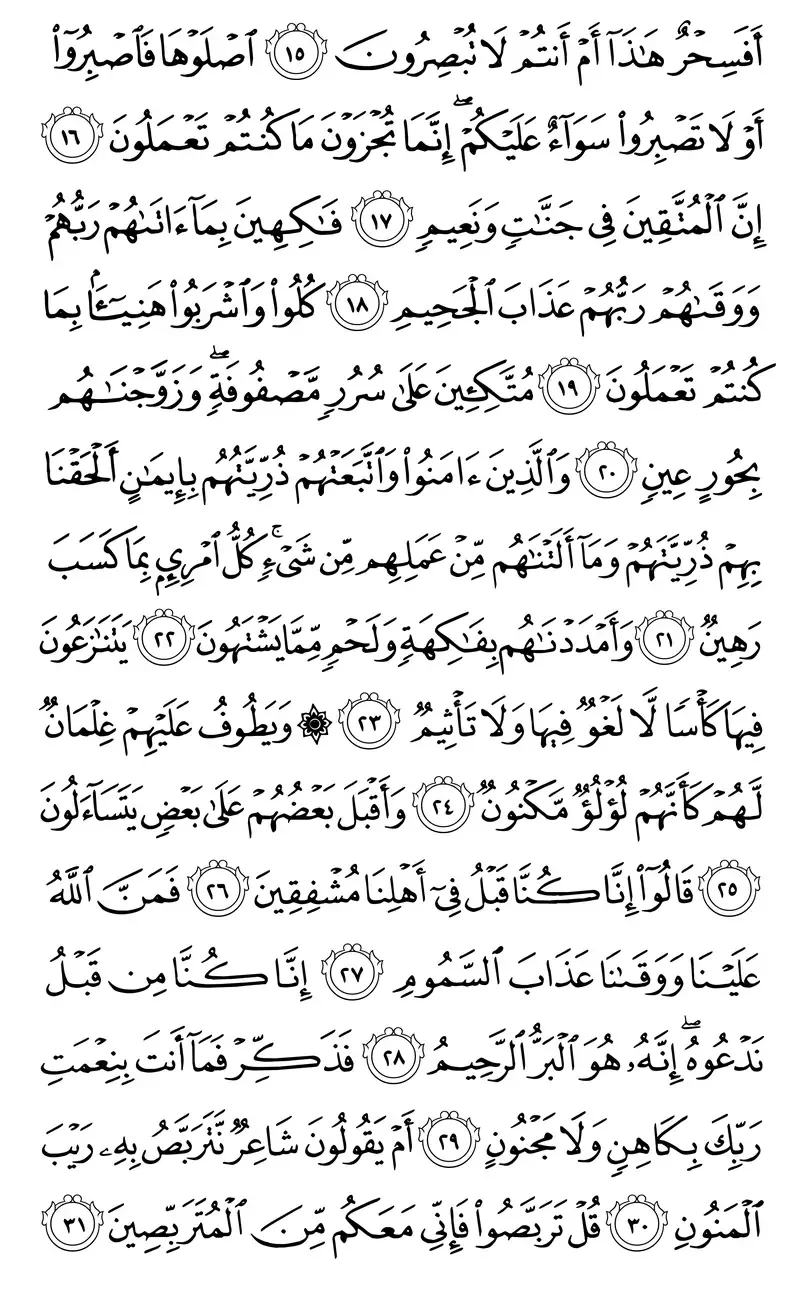 أَفَسِحْرٌ هَٰذَآ أَمْ أَنتُمْ لَا تُبْصِرُونَ ١٥ ٱصْلَوْهَا فَٱصْبِرُوٓا۟
أَوْ لَا تَصْبِرُوا۟ سَوَآءٌ عَلَيْكُمْ ۖ إِنَّمَا تُجْزَوْنَ مَا كُنتُمْ تَعْمَلُونَ ١٦
إِنَّ ٱلْمُتَّقِينَ فِى جَنَّٰتٍ وَنَعِيمٍ ١٧ فَٰكِهِينَ بِمَآ ءَاتَىٰهُمْ رَبُّهُمْ
وَوَقَىٰهُمْ رَبُّهُمْ عَذَابَ ٱلْجَحِيمِ ١٨ كُلُوا۟ وَٱشْرَبُوا۟ هَنِيٓـًٔۢا بِمَا
كُنتُمْ تَعْمَلُونَ ١٩ مُتَّكِـِٔينَ عَلَىٰ سُرُرٍ مَّصْفُوفَةٍ ۖ وَزَوَّجْنَٰهُم
بِحُورٍ عِينٍ ٢٠ وَٱلَّذِينَ ءَامَنُوا۟ وَٱتَّبَعَتْهُمْ ذُرِّيَّتُهُم بِإِيمَٰنٍ أَلْحَقْنَا
بِهِمْ ذُرِّيَّتَهُمْ وَمَآ أَلَتْنَٰهُم مِّنْ عَمَلِهِم مِّن شَىْءٍ ۚ كُلُّ ٱمْرِئٍۭ بِمَا كَسَبَ
رَهِينٌ ٢١ وَأَمْدَدْنَٰهُم بِفَٰكِهَةٍ وَلَحْمٍ مِّمَّا يَشْتَهُونَ ٢٢ يَتَنَٰزَعُونَ
فِيهَا كَأْسًا لَّا لَغْوٌ فِيهَا وَلَا تَأْثِيمٌ ٢٣ ۞ وَيَطُوفُ عَلَيْهِمْ غِلْمَانٌ
لَّهُمْ كَأَنَّهُمْ لُؤْلُؤٌ مَّكْنُونٌ ٢٤ وَأَقْبَلَ بَعْضُهُمْ عَلَىٰ بَعْضٍ يَتَسَآءَلُونَ
٢٥ قَالُوٓا۟ إِنَّا كُنَّا قَبْلُ فِىٓ أَهْلِنَا مُشْفِقِينَ ٢٦ فَمَنَّ ٱللَّهُ
عَلَيْنَا وَوَقَىٰنَا عَذَابَ ٱلسَّمُومِ ٢٧ إِنَّا كُنَّا مِن قَبْلُ
نَدْعُوهُ ۖ إِنَّهُۥ هُوَ ٱلْبَرُّ ٱلرَّحِيمُ ٢٨ فَذَكِّرْ فَمَآ أَنتَ بِنِعْمَتِ
رَبِّكَ بِكَاهِنٍ وَلَا مَجْنُونٍ ٢٩ أَمْ يَقُولُونَ شَاعِرٌ نَّتَرَبَّصُ بِهِۦ رَيْبَ
ٱلْمَنُونِ ٣٠ قُلْ تَرَبَّصُوا۟ فَإِنِّى مَعَكُم مِّنَ ٱلْمُتَرَبِّصِينَ ٣١